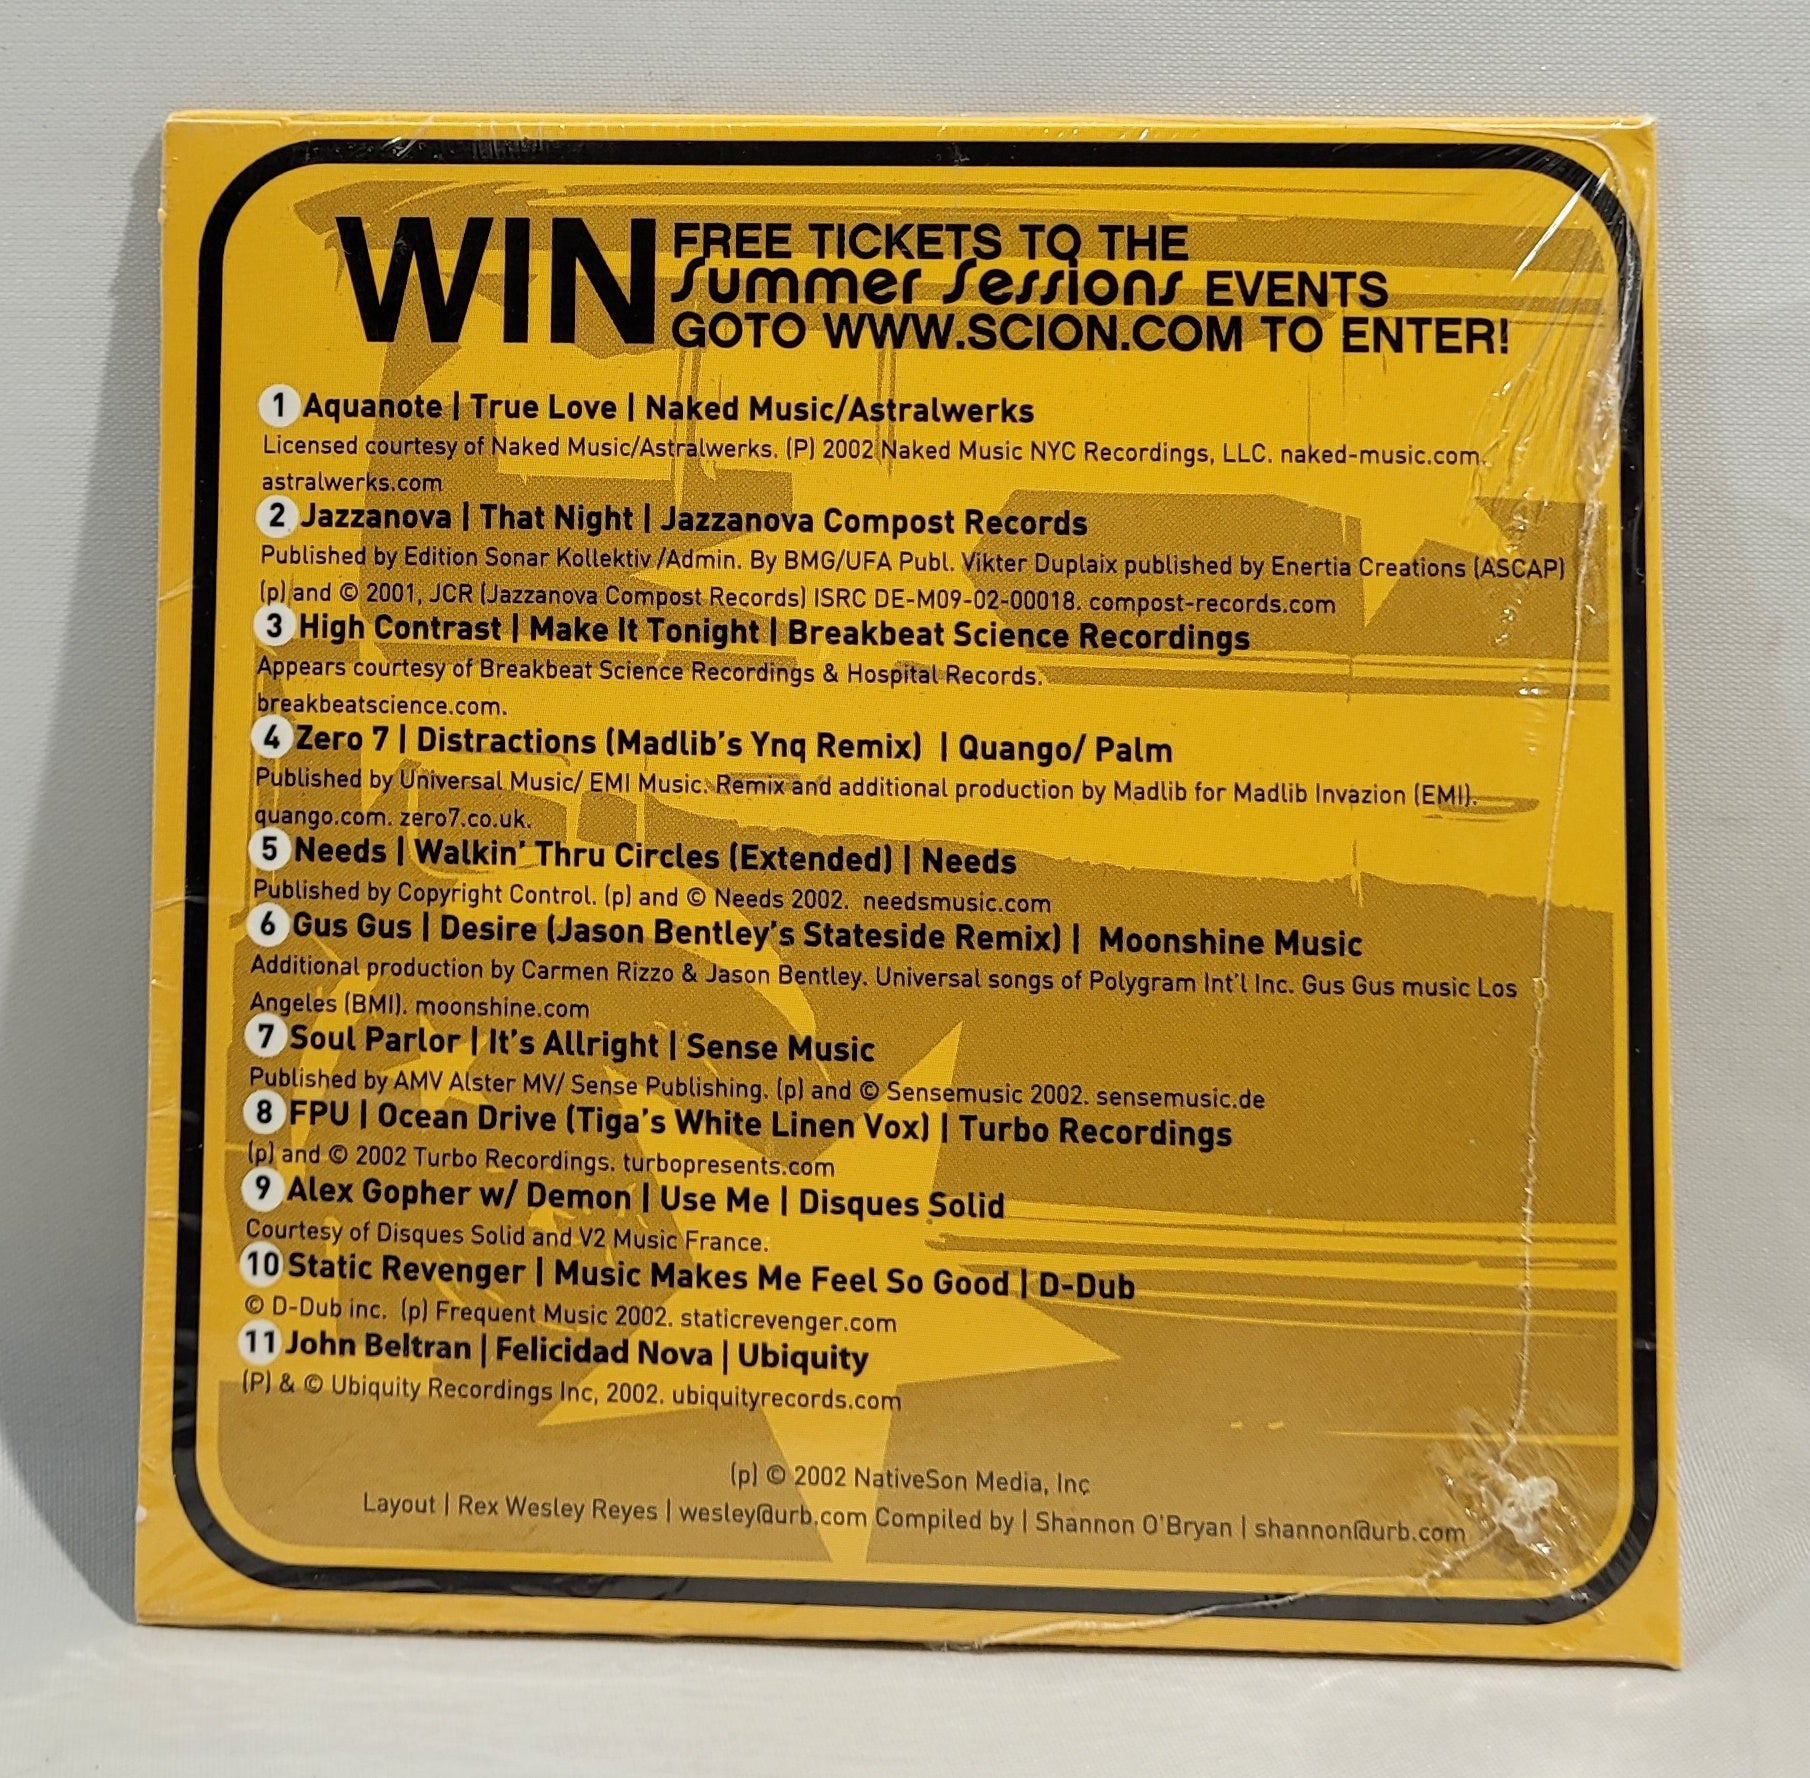 WIN FREE TICKETS TO THE
Summer Sessions EVENTS
GOTO WWW.SCION.COM TO ENTER!
1 Aquanote | True Love | Naked Music/Astralwerks
Licensed courtesy of Naked Music/Astralwerks. (P) 2002 Naked Music NYC Recordings, LLC. naked-music.com.
astralwerks.com
2 Jazzanova | That Night | Jazzanova Compost Records
Published by Edition Sonar Kollektiv /Admin. By BMG/UFA Publ. Vikter Duplaix published by Enertia Creations (ASCAP)
(p) and © 2001, JCR (Jazzanova Compost Records) ISRC DE-M09-02-00018. compost-records.com
3 High Contrast | Make It Tonight | Breakbeat Science Recordings
Appears courtesy of Breakbeat Science Recordings & Hospital Records.
breakbeatscience.com.
4 Zero 7 | Distractions (Madlib's Ynq Remix) | Quango/ Palm
Published by Universal Music/ EMI Music. Remix and additional production by Madlib for Madlib Invazion (EMI).
quango.com. zero7.co.uk.
5 Needs | Walkin' Thru Circles (Extended) | Needs
Published by Copyright Control. (p) and © Needs 2002. needsmusic.com
6 Gus Gus | Desire (Jason Bentley's Stateside Remix) | Moonshine Music
Additional production by Carmen Rizzo & Jason Bentley. Universal songs of Polygram Int'l Inc. Gus Gus music Los
Angeles (BMI). moonshine.com
7 Soul Parlor | It's Allright | Sense Music
Published by AMV Alster MV/ Sense Publishing. (p) and © Sensemusic 2002. sensemusic.de
8 FPU | Ocean Drive (Tiga's White Linen Vox) | Turbo Recordings
(p) and © 2002 Turbo Recordings. turbopresents.com
9 Alex Gopher w/ Demon | Use Me | Disques Solid
Courtesy of Disques Solid and V2 Music France.
10 Static Revenger | Music Makes Me Feel So Good | D-Dub
© D-Dub inc. (p) Frequent Music 2002. staticrevenger.com
11 John Beltran | Felicidad Nova | Ubiquity
(P) & © Ubiquity Recordings Inc, 2002. ubiquityrecords.com
(p) © 2002 NativeSon Media, Inc
Layout | Rex Wesley Reyes | wesley@urb.com Compiled by | Shannon O'Bryan | shannon@urb.com